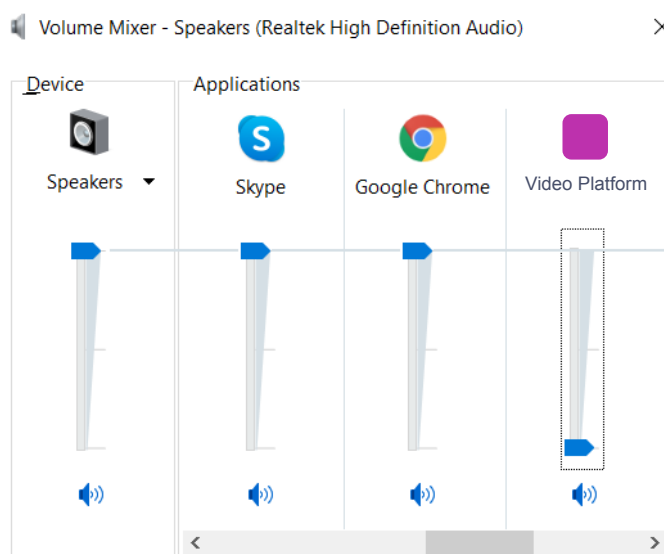 Volume Mixer - Speakers (Realtek High Definition Audio)
Device
Applications
Speakers
Skype
Google Chrome
Video Platform